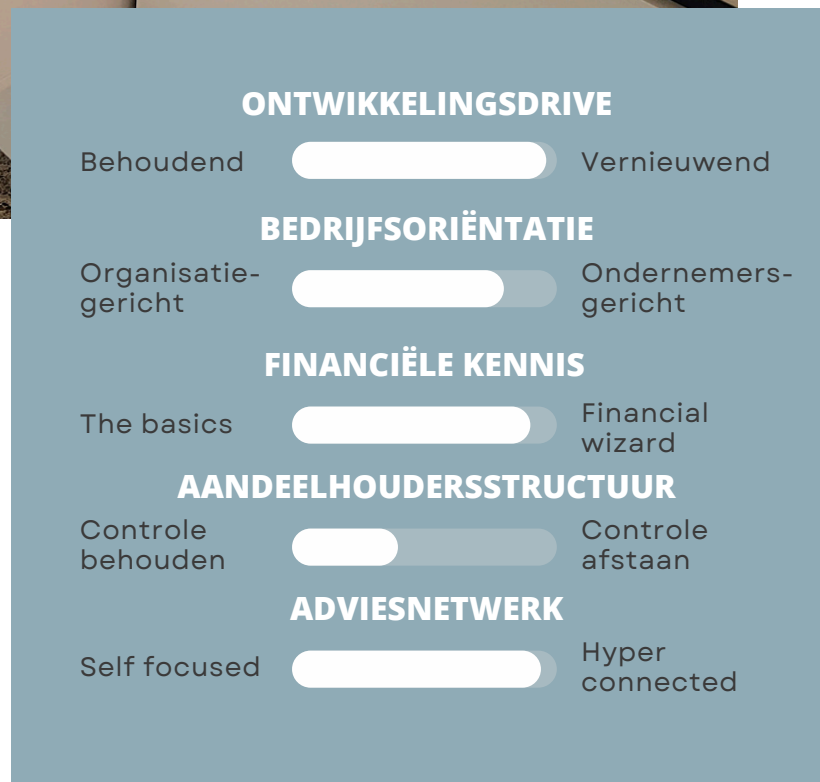 ONTWIKKELINGSDRIVE
Behoudend
Vernieuwend
BEDRIJFSORIËNTATIE
Organisatie-
gericht
Ondernemers-
gericht
FINANCIËLE KENNIS
The basics
Financial
wizard
AANDEELHOUDERSSTRUCTUUR
Controle
behouden
Controle
afstaan
ADVIESNETWERK
Self focused
Hyper
connected